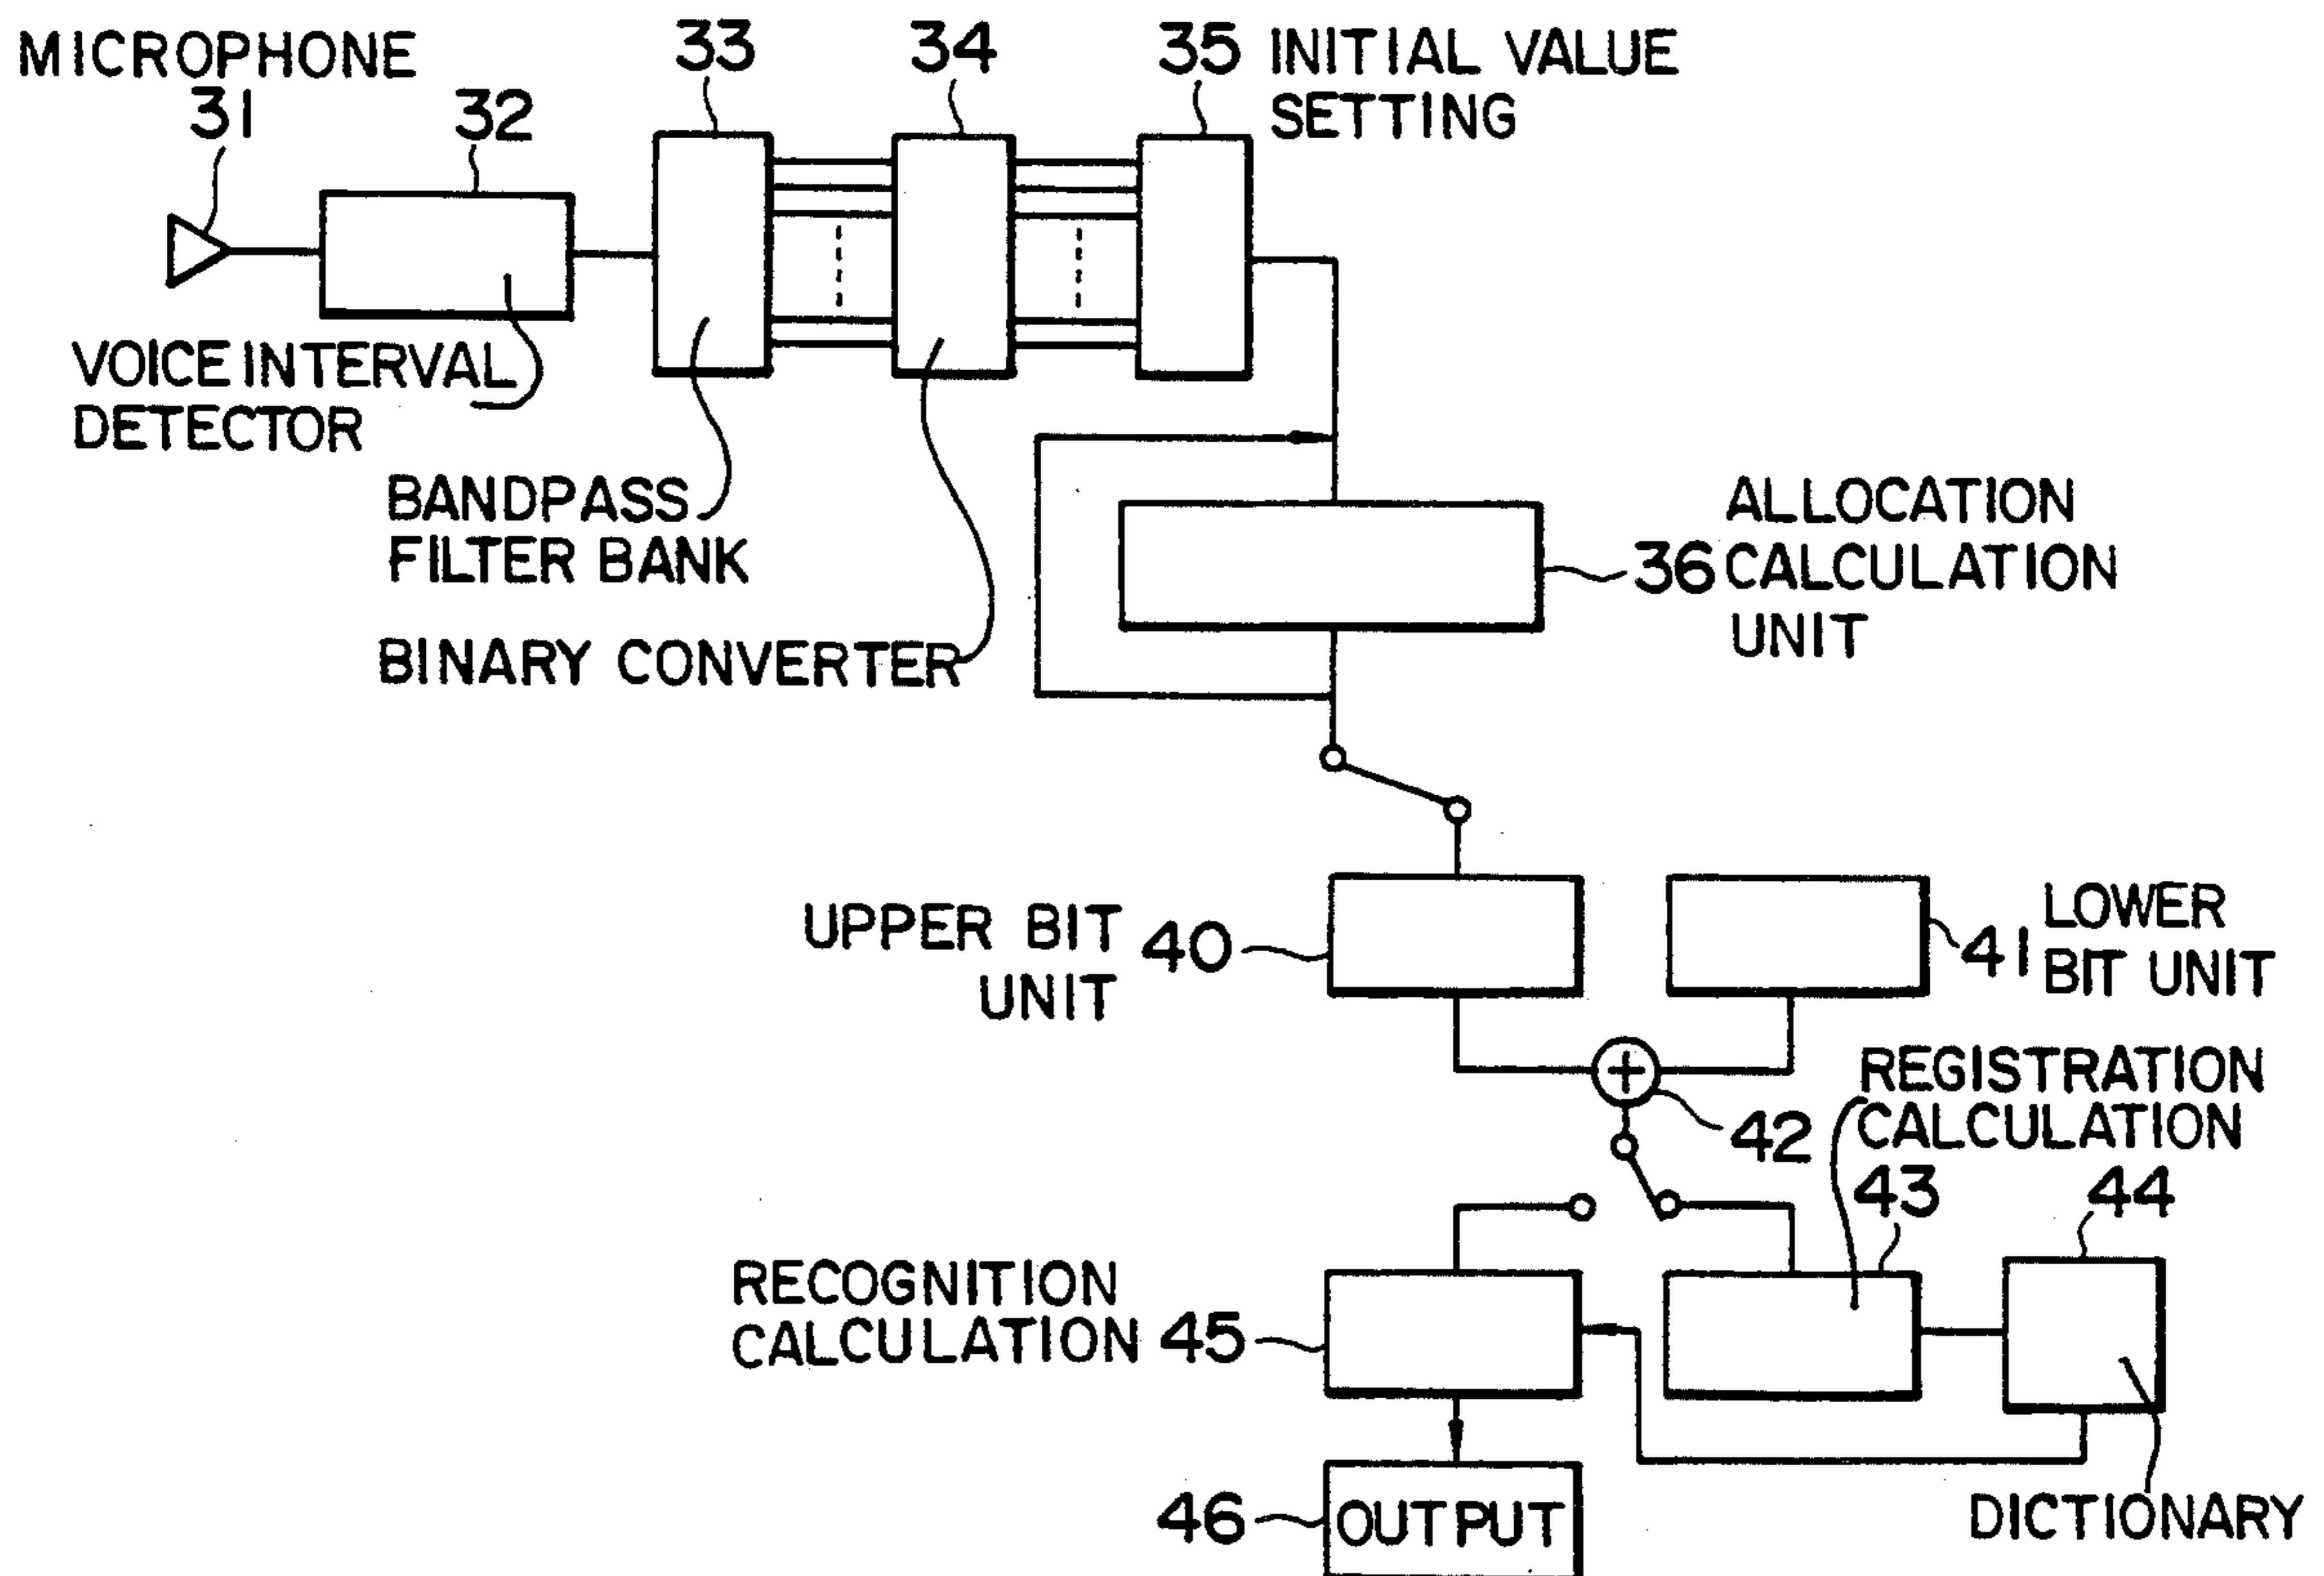 MICROPHONE
31
32
33
34
35
INITIAL VALUE
SETTING
VOICE INTERVAL
DETECTOR
BANDPASS
FILTER BANK
BINARY CONVERTER
36
ALLOCATION
CALCULATION
UNIT
UPPER BIT
UNIT
40
41
LOWER
BIT UNIT
+
42
REGISTRATION
CALCULATION
43
44
RECOGNITION
CALCULATION
45
46
OUTPUT
DICTIONARY